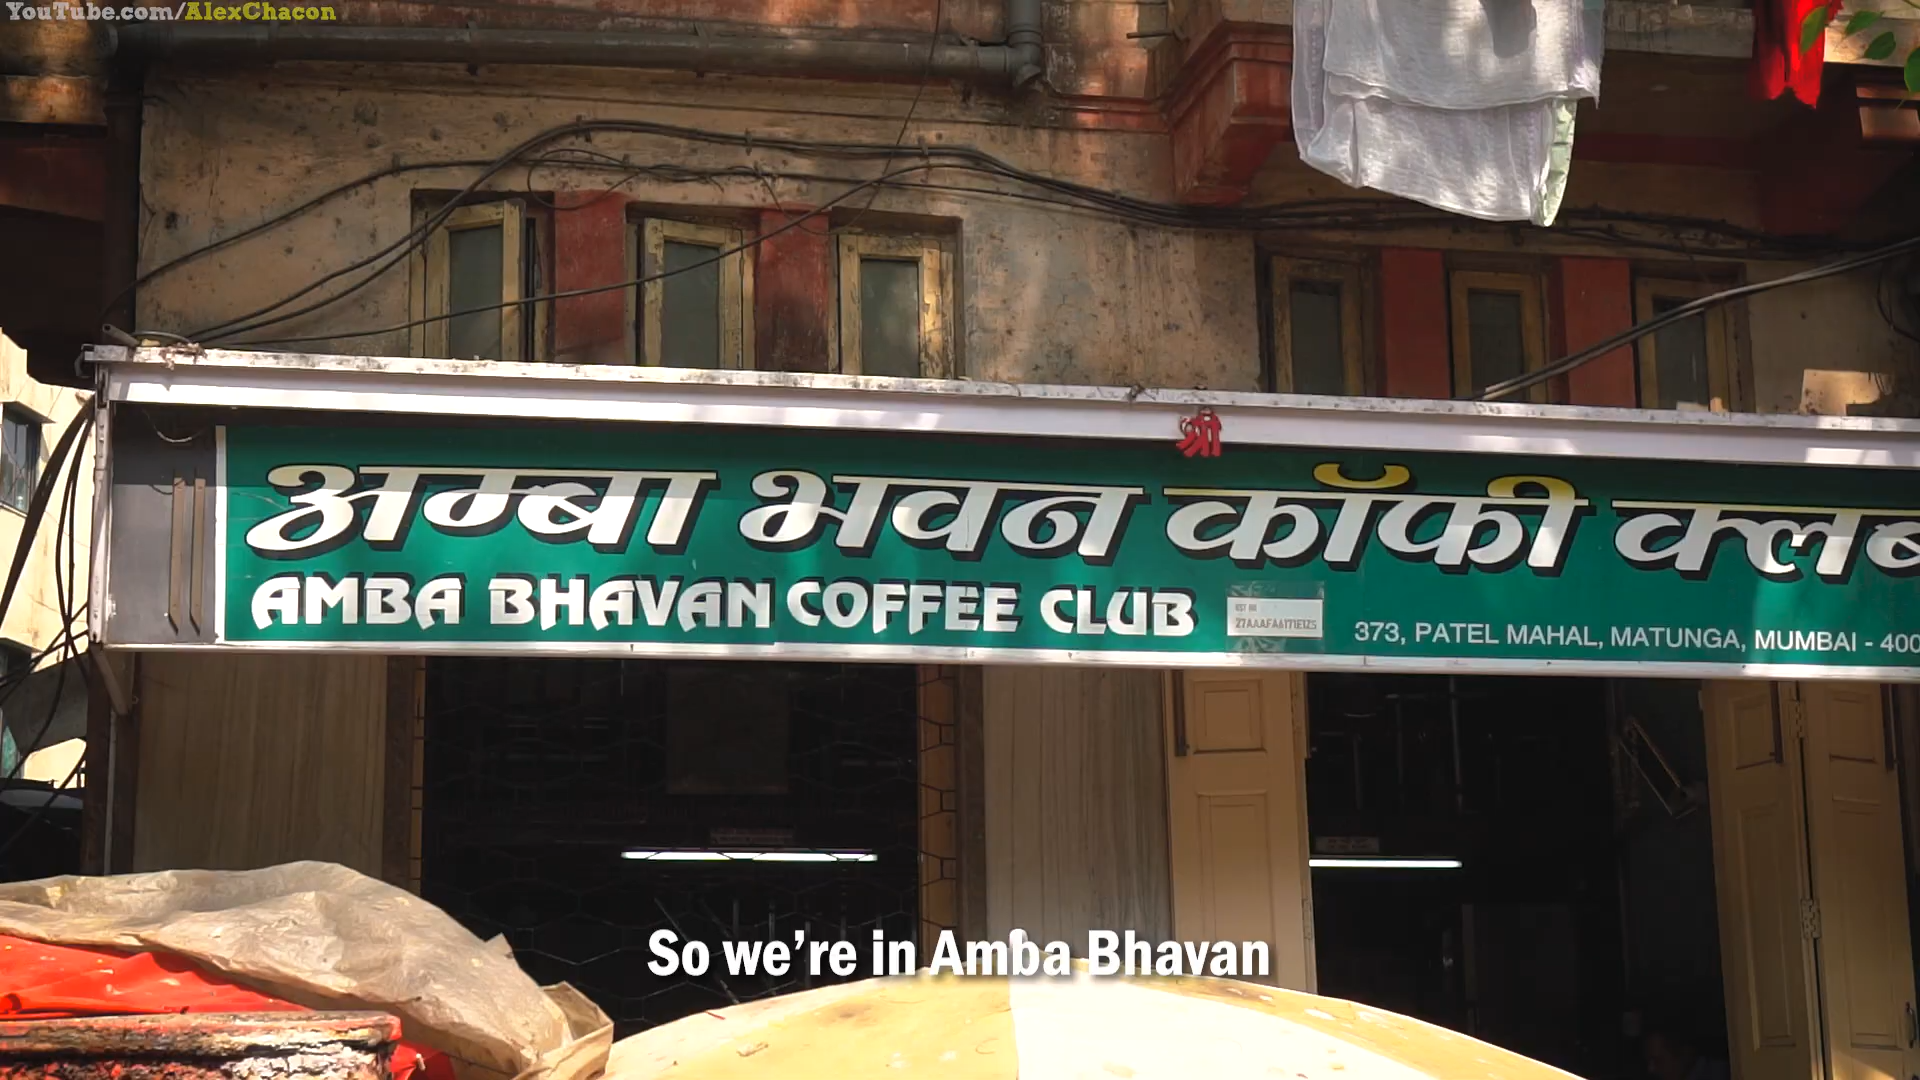 YouTube.com/AlexChacon
श्री
अम्बा भवन कॉफी क्लब
AMBA BHAVAN COFFEE CLUB
27AAAFA6171E1Z5
373, PATEL MAHAL, MATUNGA, MUMBAI - 400
So we're in Amba Bhavan